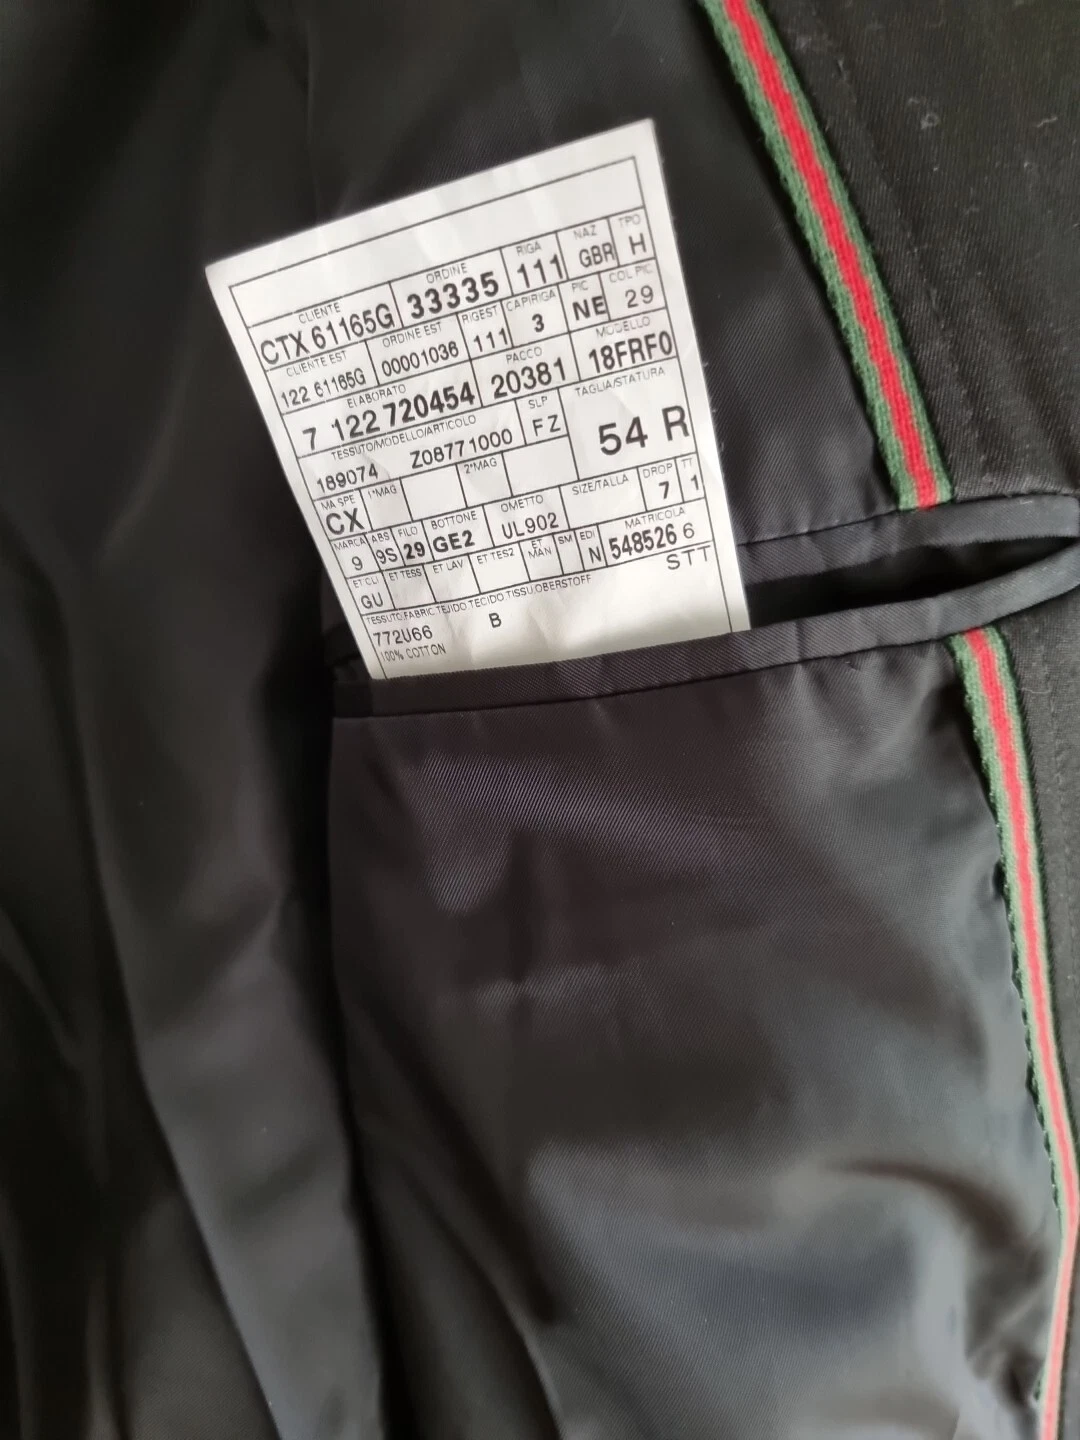 CLIENTE ORDINE RIGA NAZ TPO
CTX 61165G 33335 111 GBR H
CLIENTE EST ORDINE EST RIGEST CAPIRIGA PIC COL PIC
122 61165G 00001036 111 3 NE 29
ELABORATO PACCO MODELLO
7 122 720454 20381 18FRF0
TESSUTO/MODELLO/ARTICOLO SLP TAGLIA/STATURA
189074 Z08771000 FZ 54 R
MA SPE 1°MAG 2°MAG
CX
MARCA ABS FILO BOTTONE OMETTO SIZE/TALLA DROP TT
9 9S 29 GE2 UL902 7 1
ET CLI ET TESS ET LAV ET TES2 ET MAN SM EDI MATRICOLA
GU N 548526 6
TESSUTO FABRIC TEJIDO TECIDO TISSU OBERSTOFF STT
772U66 B
100% COTTON